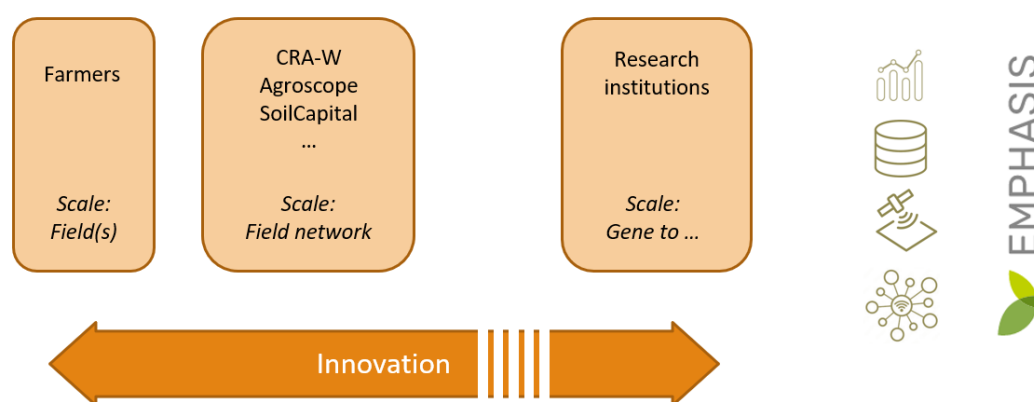 Farmers
Scale:
Field(s)
CRA-W
Agroscope
SoilCapital
...
Scale:
Field network
Research
institutions
Scale:
Gene to ...
Innovation
EMPHASIS